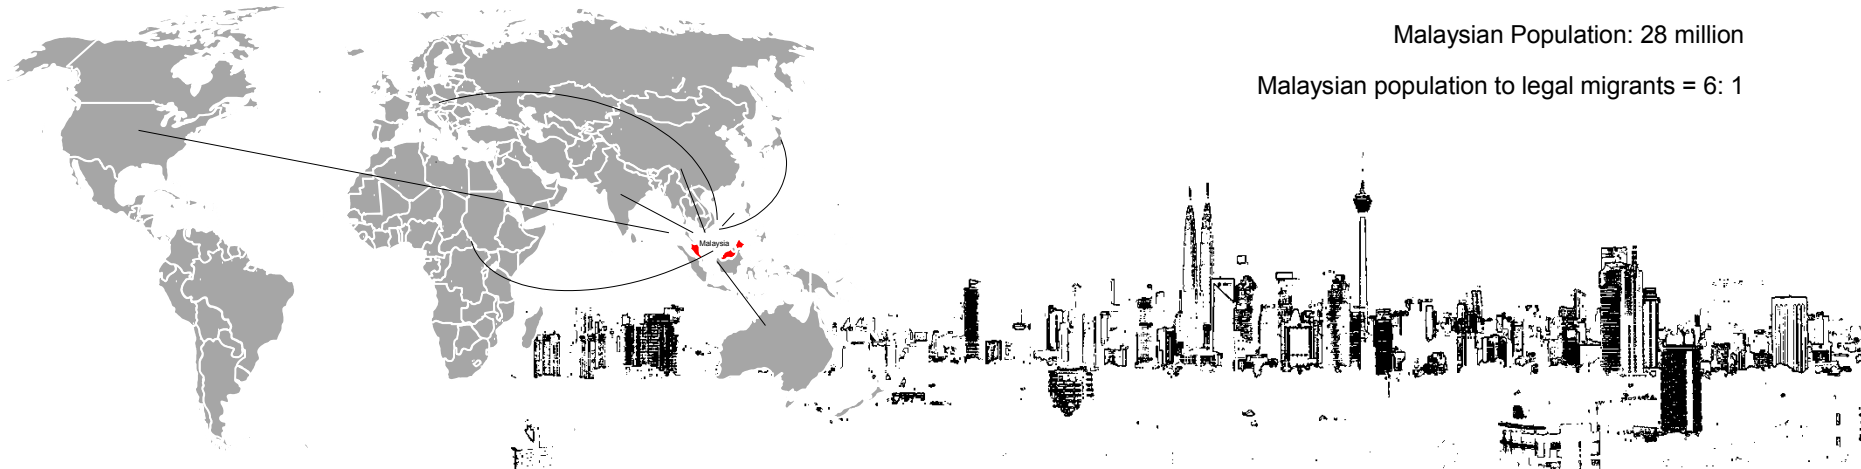 Malaysian Population: 28 million
Malaysian population to legal migrants = 6: 1
Malaysia